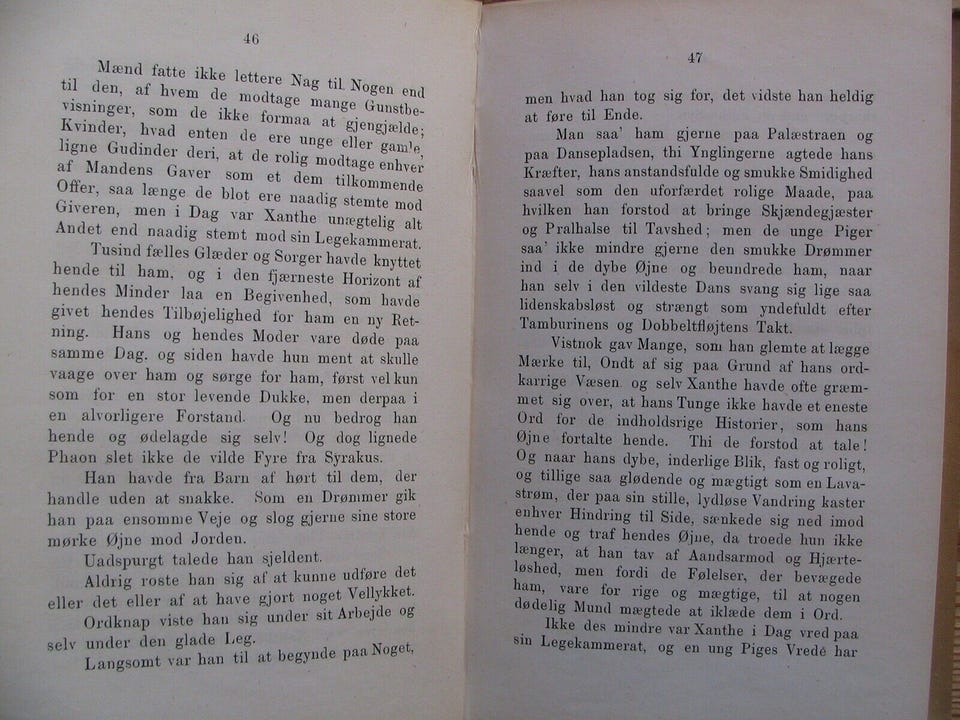 46
Mænd fatte ikke lettere Nag til Nogen end
til den, af hvem de modtage mange Gunstbe-
visninger, som de ikke formaa at gjengjælde;
Kvinder, hvad enten de ere unge eller gamle,
ligne Gudinder deri, at de rolig modtage enhver
af Mandens Gaver som et dem tilkommende
Offer, saa længe de blot ere naadig stemte mod
Giveren, men i Dag var Xanthe unægtelig alt
Andet end naadig stemt mod sin Legekammerat.
Tusind fælles Glæder og Sorger havde knyttet
hende til ham, og i den fjærneste Horizont af
hendes Minder laa en Begivenhed, som havde
givet hendes Tilbøjelighed for ham en ny Ret-
ning. Hans og hendes Moder vare døde paa
samme Dag, og siden havde hun ment at skulle
vaage over ham og sørge for ham, først vel kun
som for en stor levende Dukke, men derpaa i
en alvorligere Forstand. Og nu bedrog han
hende og ødelagde sig selv! Og dog lignede
Phaon slet ikke de vilde Fyre fra Syrakus.
Han havde fra Barn af hørt til dem, der
handle uden at snakke. Som en Drømmer gik
han paa ensomme Veje og slog gjerne sine store
mørke Øjne mod Jorden.
Uadspurgt talede han sjeldent.
Aldrig roste han sig af at kunne udføre det
eller det eller af at have gjort noget Vellykket.
Ordknap viste han sig under sit Arbejde og
selv under den glade Leg.
Langsomt var han til at begynde paa Noget,
47
men hvad han tog sig for, det vidste han heldig
at føre til Ende.
Man saa' ham gjerne paa Palæstraen og
paa Dansepladsen, thi Ynglingerne agtede hans
Kræfter, hans anstandsfulde og smukke Smidighed
saavel som den uforfærdet rolige Maade, paa
hvilken han forstod at bringe Skjændegjæster
og Pralhalse til Tavshed; men de unge Piger
saa' ikke mindre gjerne den smukke Drømmer
ind i de dybe Øjne og beundrede ham, naar
han selv i den vildeste Dans svang sig lige saa
lidenskabsløst og strængt som yndefuldt efter
Tamburinens og Dobbeltfløjtens Takt.
Vistnok gav Mange, som han glemte at lægge
Mærke til, Ondt af sig paa Grund af hans ord-
karrige Væsen, og selv Xanthe havde ofte græm-
met sig over, at hans Tunge ikke havde et eneste
Ord for de indholdsrige Historier, som hans
Øjne fortalte hende. Thi de forstod at tale!
Og naar hans dybe, inderlige Blik, fast og roligt,
og tillige saa glødende og mægtigt som en Lava-
strøm, der paa sin stille, lydløse Vandring kaster
enhver Hindring til Side, sænkede sig ned imod
hende og traf hendes Øjne, da troede hun ikke
længer, at han tav af Aandsarmod og Hjærte-
løshed, men fordi de Følelser, der bevægede
ham, vare for rige og mægtige, til at nogen
dødelig Mund mægtede at iklæde dem i Ord.
Ikke des mindre var Xanthe i Dag vred paa
sin Legekammerat, og en ung Piges Vrede har